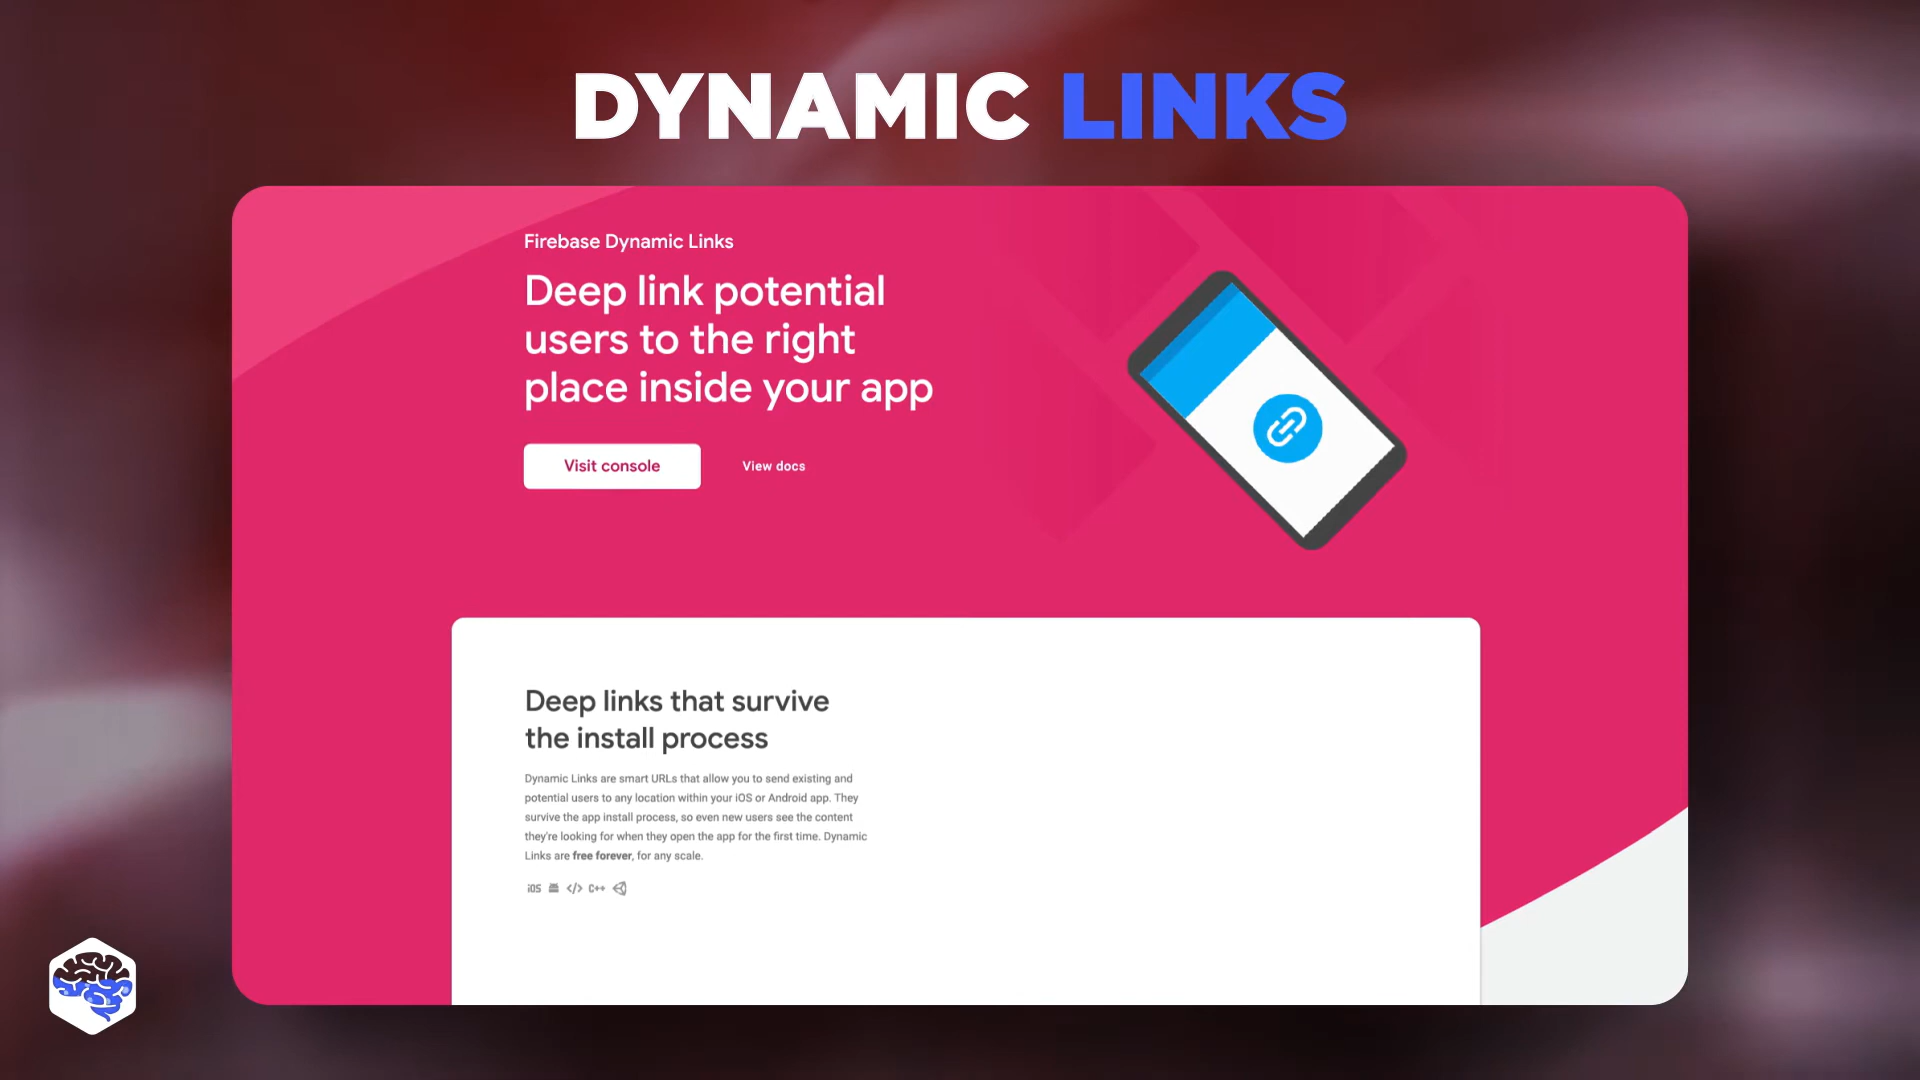 DYNAMIC LINKS
Firebase Dynamic Links
Deep link potential
users to the right
place inside your app
Visit console
View docs
Deep links that survive
the install process
Dynamic Links are smart URLs that allow you to send existing and
potential users to any location within your iOS or Android app. They
survive the app install process, so even new users see the content
they're looking for when they open the app for the first time. Dynamic
Links are free forever, for any scale.
iOS </> C++